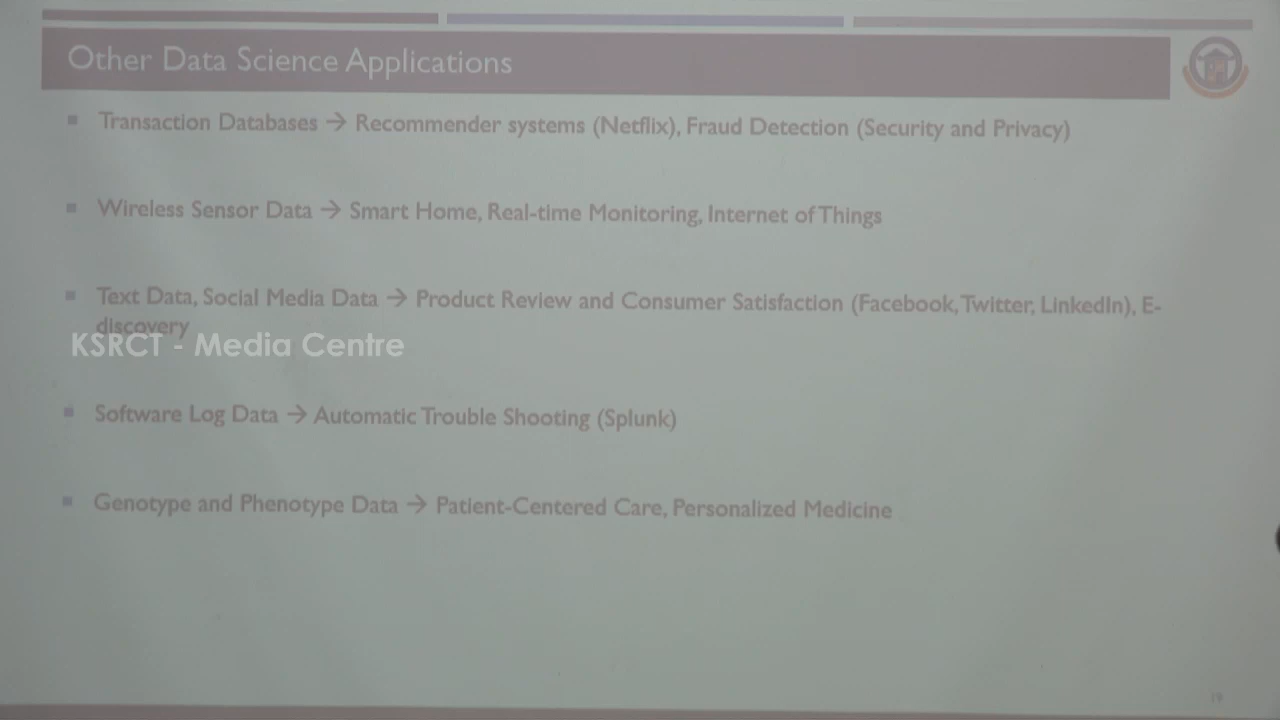 Other Data Science Applications
Transaction Databases → Recommender systems (Netflix), Fraud Detection (Security and Privacy)
Wireless Sensor Data → Smart Home, Real-time Monitoring, Internet of Things
Text Data, Social Media Data → Product Review and Consumer Satisfaction (Facebook, Twitter, LinkedIn), E-
discovery
KSRCT - Media Centre
Software Log Data → Automatic Trouble Shooting (Splunk)
Genotype and Phenotype Data → Patient-Centered Care, Personalized Medicine
19